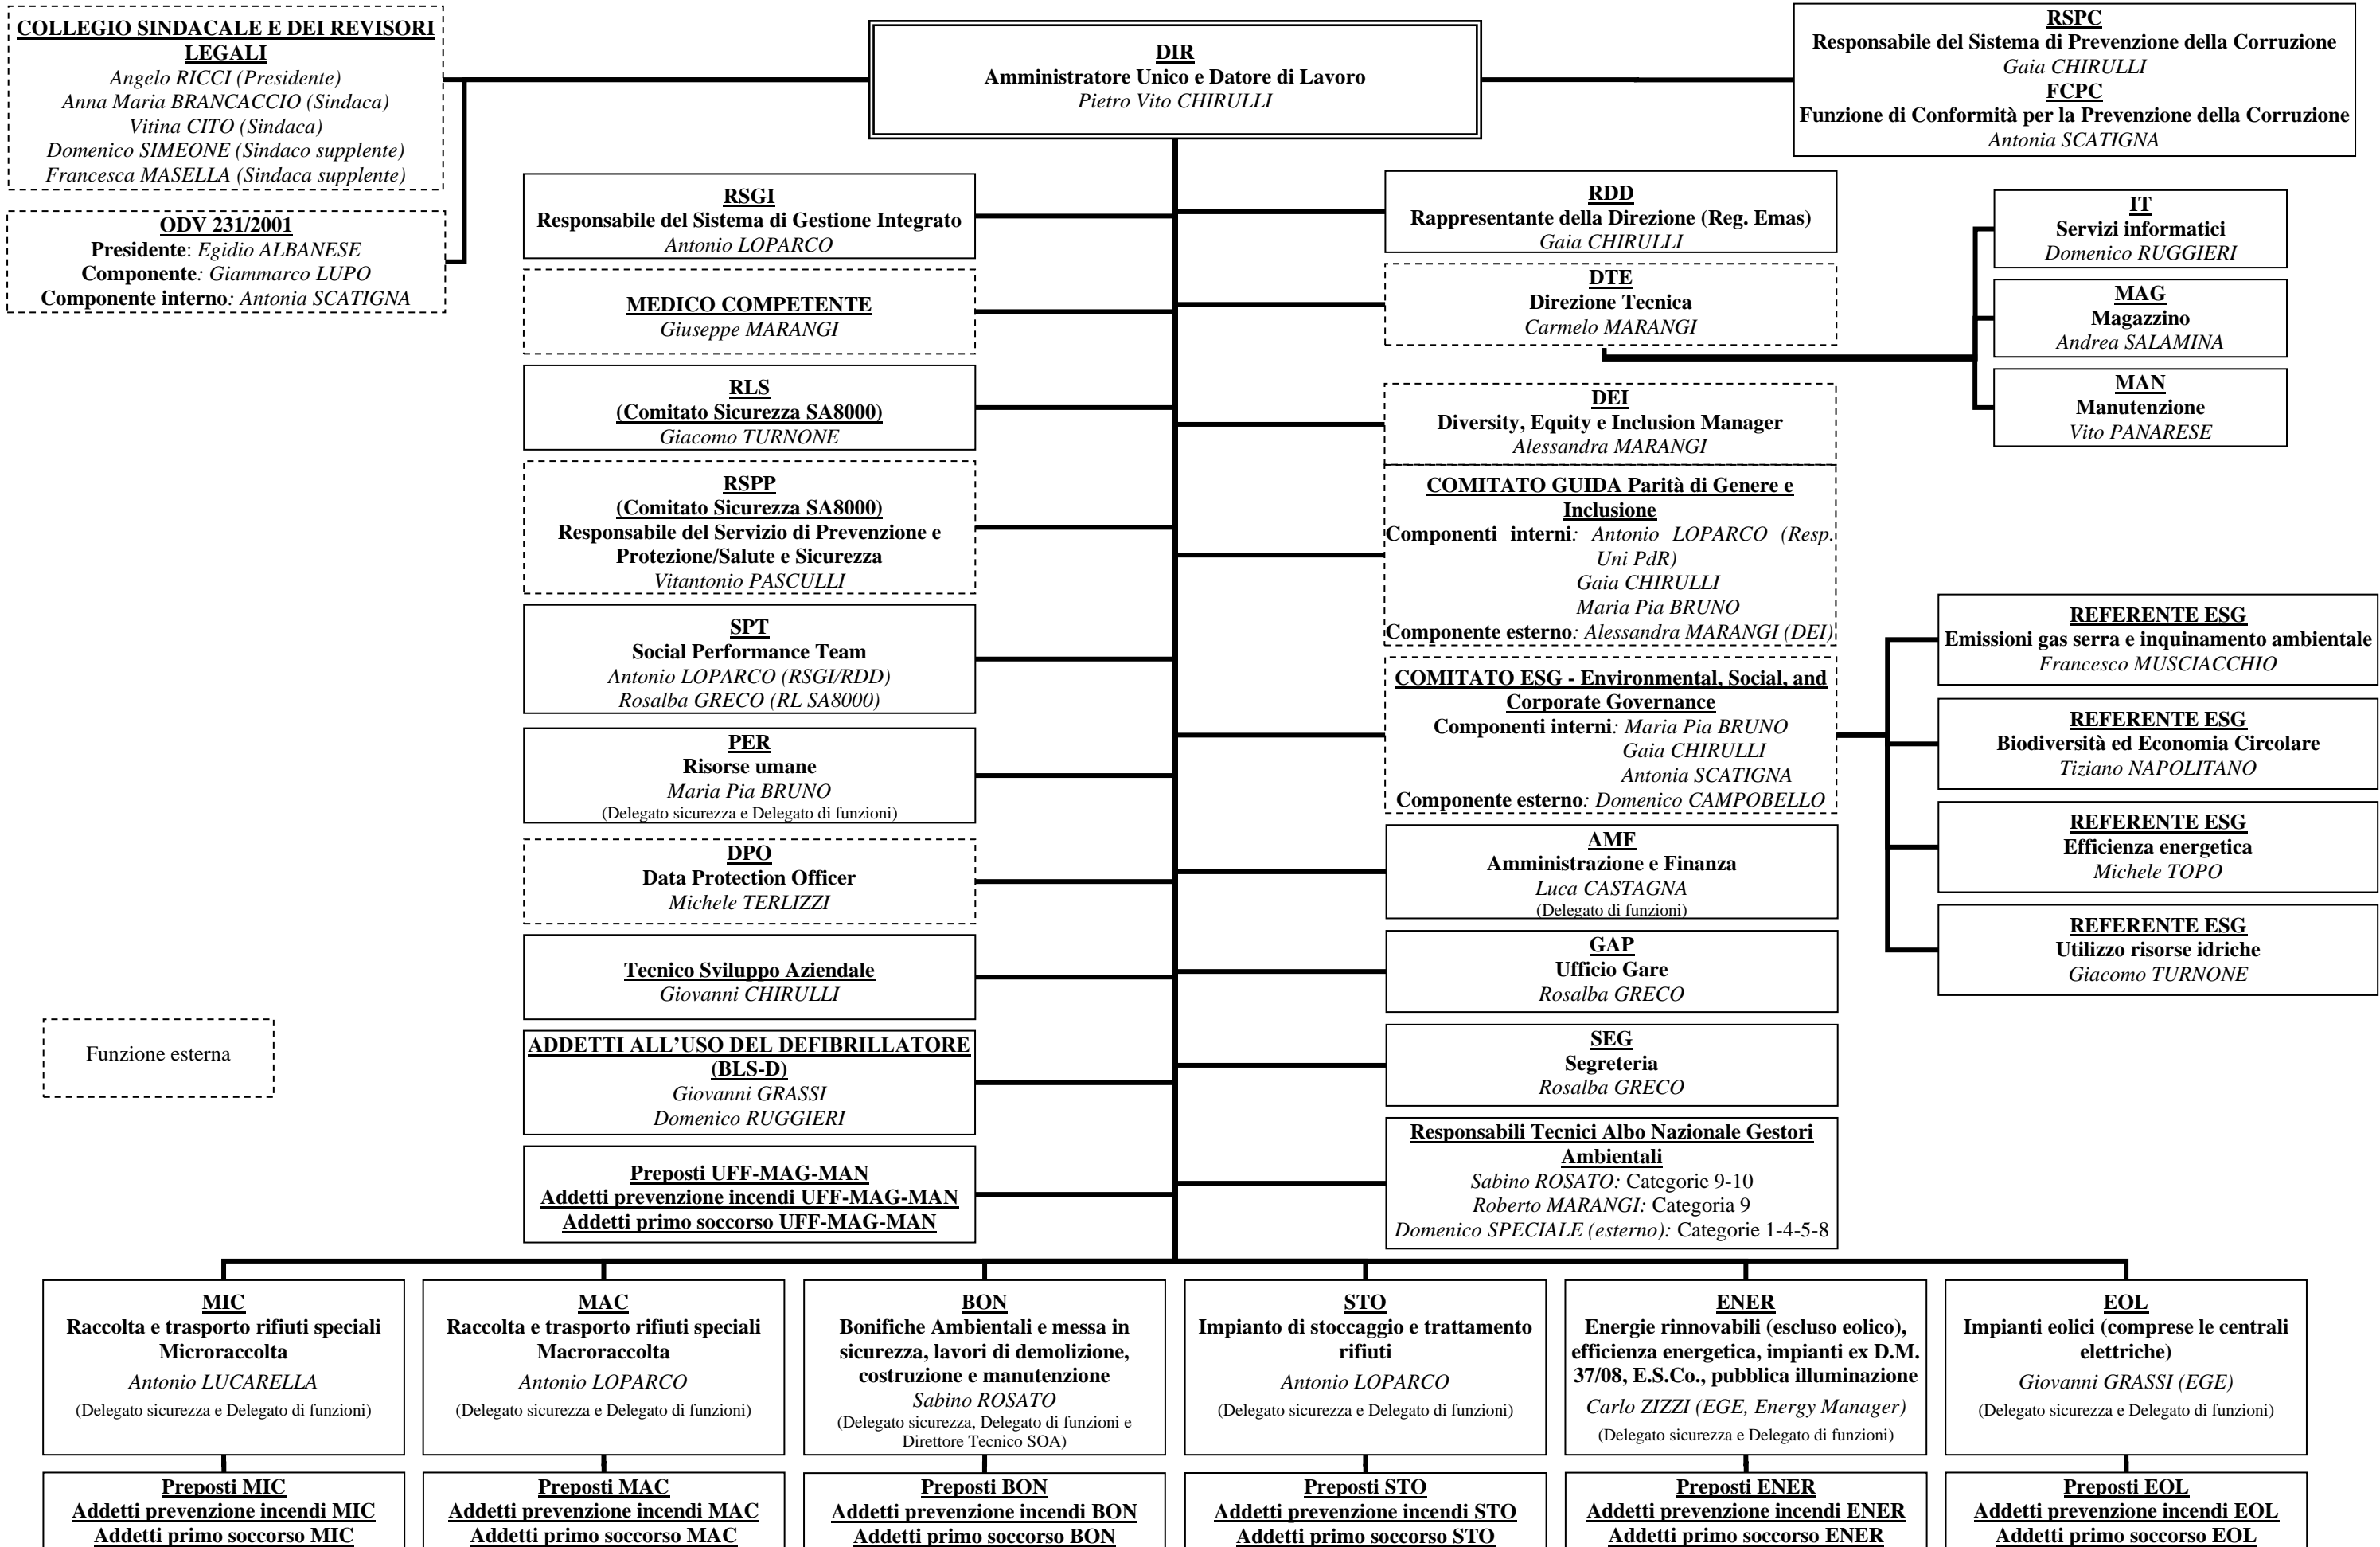 COLLEGIO SINDACALE E DEI REVISORI
LEGALI
Angelo RICCI (Presidente)
Anna Maria BRANCACCIO (Sindaca)
Vitina CITO (Sindaca)
Domenico SIMEONE (Sindaco supplente)
Francesca MASELLA (Sindaca supplente)
ODV 231/2001
Presidente: Egidio ALBANESE
Componente: Giammarco LUPO
Componente interno: Antonia SCATIGNA
DIR
Amministratore Unico e Datore di Lavoro
Pietro Vito CHIRULLI
RSPC
Responsabile del Sistema di Prevenzione della Corruzione
Gaia CHIRULLI
FCPC
Funzione di Conformità per la Prevenzione della Corruzione
Antonia SCATIGNA
RSGI
Responsabile del Sistema di Gestione Integrato
Antonio LOPARCO
MEDICO COMPETENTE
Giuseppe MARANGI
RLS
(Comitato Sicurezza SA8000)
Giacomo TURNONE
RSPP
(Comitato Sicurezza SA8000)
Responsabile del Servizio di Prevenzione e
Protezione/Salute e Sicurezza
Vitantonio PASCULLI
SPT
Social Performance Team
Antonio LOPARCO (RSGI/RDD)
Rosalba GRECO (RL SA8000)
PER
Risorse umane
Maria Pia BRUNO
(Delegato sicurezza e Delegato di funzioni)
DPO
Data Protection Officer
Michele TERLIZZI
Tecnico Sviluppo Aziendale
Giovanni CHIRULLI
ADDETTI ALL’USO DEL DEFIBRILLATORE
(BLS-D)
Giovanni GRASSI
Domenico RUGGIERI
Preposti UFF-MAG-MAN
Addetti prevenzione incendi UFF-MAG-MAN
Addetti primo soccorso UFF-MAG-MAN
RDD
Rappresentante della Direzione (Reg. Emas)
Gaia CHIRULLI
DTE
Direzione Tecnica
Carmelo MARANGI
IT
Servizi informatici
Domenico RUGGIERI
MAG
Magazzino
Andrea SALAMINA
MAN
Manutenzione
Vito PANARESE
DEI
Diversity, Equity e Inclusion Manager
Alessandra MARANGI
COMITATO GUIDA Parità di Genere e
Inclusione
Componenti interni: Antonio LOPARCO (Resp.
Uni PdR)
Gaia CHIRULLI
Maria Pia BRUNO
Componente esterno: Alessandra MARANGI (DEI)
COMITATO ESG - Environmental, Social, and
Corporate Governance
Componenti interni: Maria Pia BRUNO
Gaia CHIRULLI
Antonia SCATIGNA
Componente esterno: Domenico CAMPOBELLO
REFERENTE ESG
Emissioni gas serra e inquinamento ambientale
Francesco MUSCIACCHIO
REFERENTE ESG
Biodiversità ed Economia Circolare
Tiziano NAPOLITANO
REFERENTE ESG
Efficienza energetica
Michele TOPO
REFERENTE ESG
Utilizzo risorse idriche
Giacomo TURNONE
AMF
Amministrazione e Finanza
Luca CASTAGNA
(Delegato di funzioni)
GAP
Ufficio Gare
Rosalba GRECO
SEG
Segreteria
Rosalba GRECO
Responsabili Tecnici Albo Nazionale Gestori
Ambientali
Sabino ROSATO: Categorie 9-10
Roberto MARANGI: Categoria 9
Domenico SPECIALE (esterno): Categorie 1-4-5-8
Funzione esterna
MIC
Raccolta e trasporto rifiuti speciali
Microraccolta
Antonio LUCARELLA
(Delegato sicurezza e Delegato di funzioni)
MAC
Raccolta e trasporto rifiuti speciali
Macroraccolta
Antonio LOPARCO
(Delegato sicurezza e Delegato di funzioni)
BON
Bonifiche Ambientali e messa in
sicurezza, lavori di demolizione,
costruzione e manutenzione
Sabino ROSATO
(Delegato sicurezza, Delegato di funzioni e
Direttore Tecnico SOA)
STO
Impianto di stoccaggio e trattamento
rifiuti
Antonio LOPARCO
(Delegato sicurezza e Delegato di funzioni)
ENER
Energie rinnovabili (escluso eolico),
efficienza energetica, impianti ex D.M.
37/08, E.S.Co., pubblica illuminazione
Carlo ZIZZI (EGE, Energy Manager)
(Delegato sicurezza e Delegato di funzioni)
EOL
Impianti eolici (comprese le centrali
elettriche)
Giovanni GRASSI (EGE)
(Delegato sicurezza e Delegato di funzioni)
Preposti MIC
Addetti prevenzione incendi MIC
Addetti primo soccorso MIC
Preposti MAC
Addetti prevenzione incendi MAC
Addetti primo soccorso MAC
Preposti BON
Addetti prevenzione incendi BON
Addetti primo soccorso BON
Preposti STO
Addetti prevenzione incendi STO
Addetti primo soccorso STO
Preposti ENER
Addetti prevenzione incendi ENER
Addetti primo soccorso ENER
Preposti EOL
Addetti prevenzione incendi EOL
Addetti primo soccorso EOL